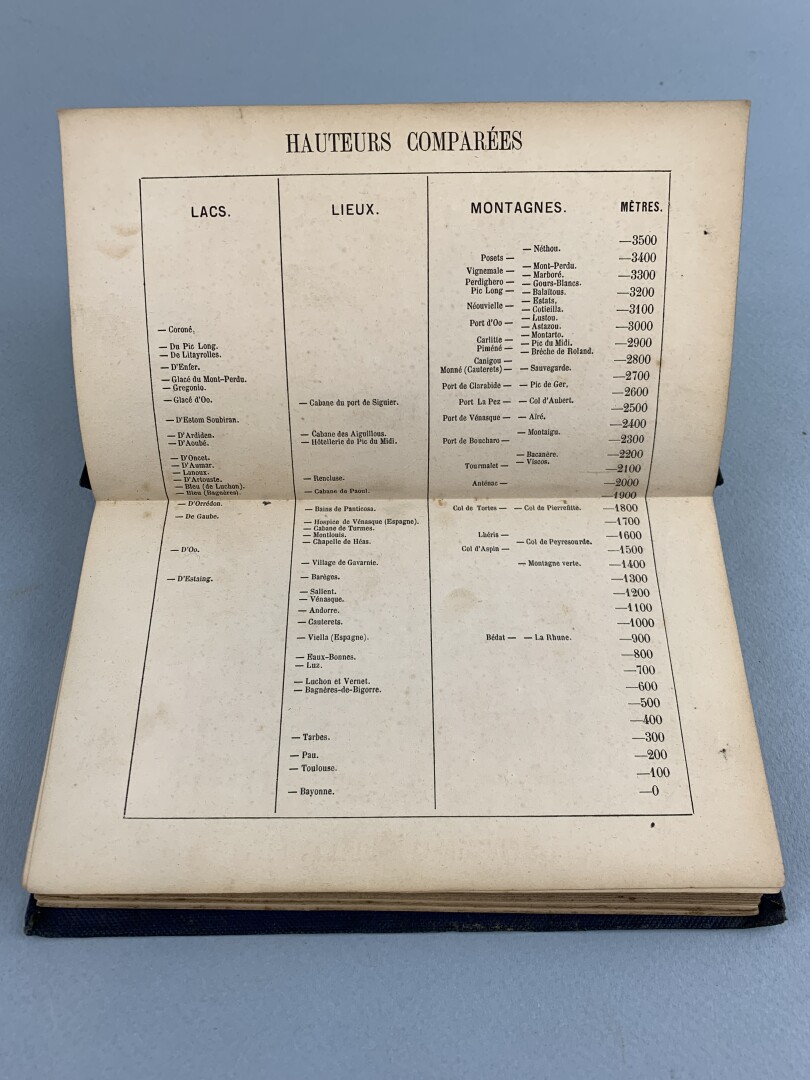 HAUTEURS COMPARÉES
LACS.
— Coroné.
— Du Pic Long.
— De Litayrolles.
— D'Enfer.
— Glacé du Mont-Perdu.
— Gregonio.
— Glacé d'Oo.
— D'Estom Soubiran.
— D'Ardiden.
— D'Aoubé.
— D'Oncet.
— D'Aumar.
— Lanoux.
— D'Artouste.
— Bleu (de Luchon).
— Bleu (Bagnères).
— D'Orrédon.
— De Gaube.
— D'Oo.
— D'Estaing.
LIEUX.
— Cabane du port de Siguier.
— Cabane des Aiguillous.
— Hôtellerie du Pic du Midi.
— Rencluse.
— Cabane du Paoul.
— Bains de Panticosa.
— Hospice de Vénasque (Espagne).
— Cabane de Turmes.
— Montlouis.
— Chapelle de Héas.
— Village de Gavarnie.
— Baréges.
— Sallent.
— Vénasque.
— Andorre.
— Cauterets.
— Viella (Espagne).
— Eaux-Bonnes.
— Luz.
— Luchon et Vernet.
— Bagnères-de-Bigorre.
— Tarbes.
— Pau.
— Toulouse.
— Bayonne.
MONTAGNES.
— Néthou.
Posets —
— Mont-Perdu.
Vignemale —
— Marboré.
Perdighero —
— Gours-Blancs.
Pic Long —
— Balaïtous.
— Estats.
Néouvielle —
— Cotieilla.
— Lustou.
Port d'Oo —
— Astazou.
— Montarto.
Carlitte —
— Pic du Midi.
Piméné —
— Brèche de Roland.
Canigou —
Monné (Cauterets) —
— Sauvegarde.
Port de Clarabide —
— Pic de Ger.
Port La Pez —
— Col d'Aubert.
Port de Vénasque —
— Aïré.
— Montaigu.
Port de Boucharo —
— Bacanère.
— Viscos.
Tourmalet —
Anténac —
Col de Tortes —
— Col de Pierrefitte.
Lhéris —
— Col de Peyresourde.
Col d'Aspin —
— Montagne verte.
Bédat —
— La Rhune.
MÈTRES.
—3500
—3400
—3300
—3200
—3100
—3000
—2900
—2800
—2700
—2600
—2500
—2400
—2300
—2200
—2100
—2000
—1900
—1800
—1700
—1600
—1500
—1400
—1300
—1200
—1100
—1000
—900
—800
—700
—600
—500
—400
—300
—200
—100
—0